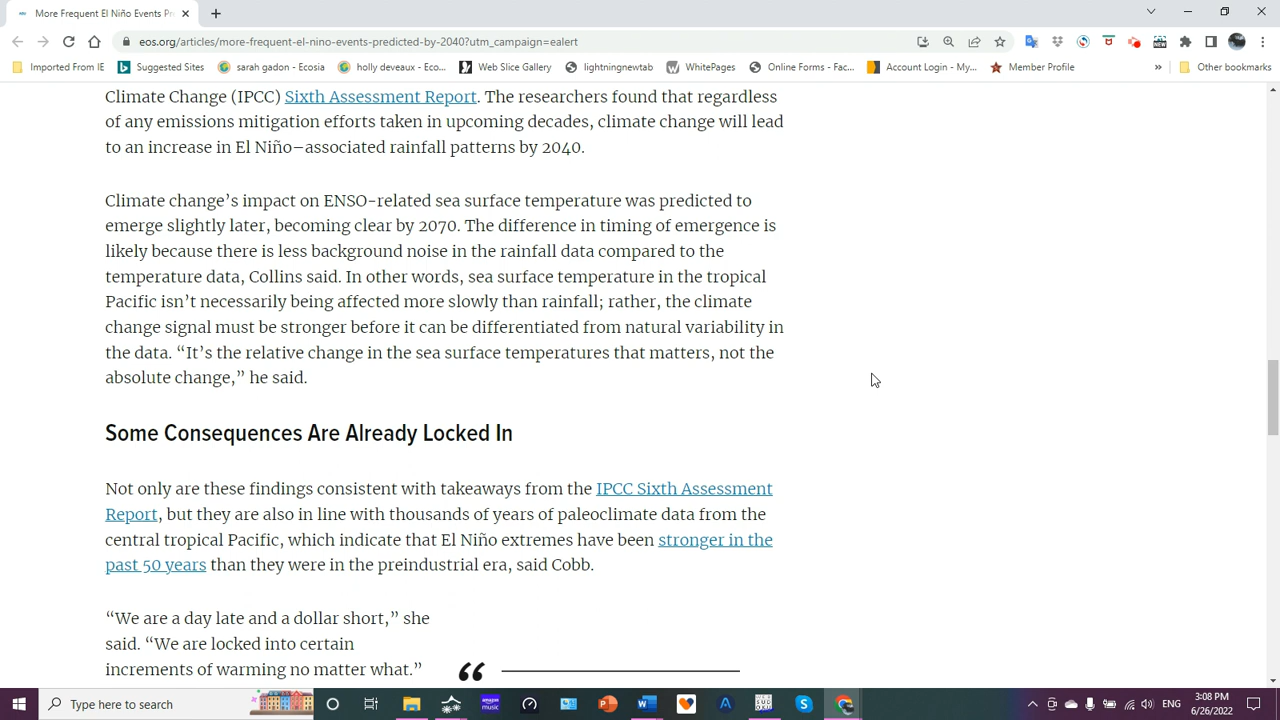 More Frequent El Niño Events Pr
eos.org/articles/more-frequent-el-nino-events-predicted-by-2040?utm_campaign=ealert
Imported From IE
Suggested Sites
sarah gadon - Ecosia
holly deveaux - Eco...
Web Slice Gallery
lightningnewtab
WhitePages
Online Forms - Fac...
Account Login - My...
Member Profile
»
Other bookmarks
Climate Change (IPCC) Sixth Assessment Report. The researchers found that regardless
of any emissions mitigation efforts taken in upcoming decades, climate change will lead
to an increase in El Niño–associated rainfall patterns by 2040.
Climate change’s impact on ENSO-related sea surface temperature was predicted to
emerge slightly later, becoming clear by 2070. The difference in timing of emergence is
likely because there is less background noise in the rainfall data compared to the
temperature data, Collins said. In other words, sea surface temperature in the tropical
Pacific isn’t necessarily being affected more slowly than rainfall; rather, the climate
change signal must be stronger before it can be differentiated from natural variability in
the data. “It’s the relative change in the sea surface temperatures that matters, not the
absolute change,” he said.
Some Consequences Are Already Locked In
Not only are these findings consistent with takeaways from the IPCC Sixth Assessment
Report, but they are also in line with thousands of years of paleoclimate data from the
central tropical Pacific, which indicate that El Niño extremes have been stronger in the
past 50 years than they were in the preindustrial era, said Cobb.
“We are a day late and a dollar short,” she
said. “We are locked into certain
increments of warming no matter what.”
“
Type here to search
3:08 PM
6/26/2022